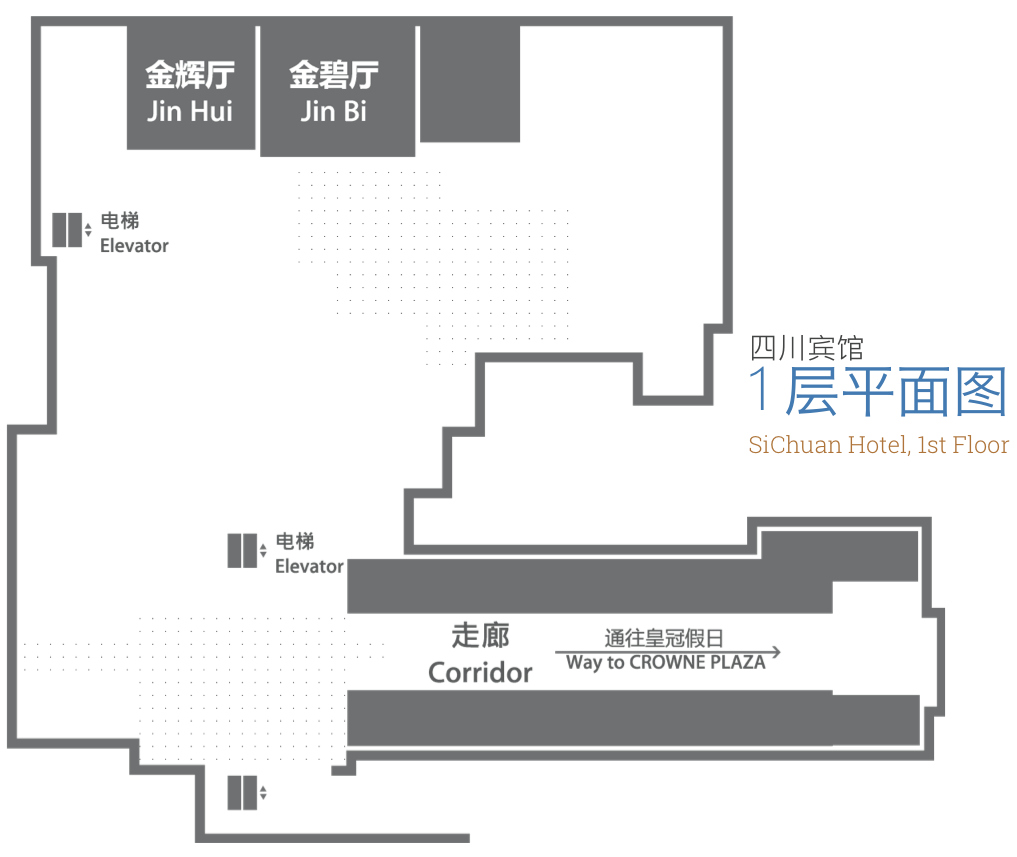 金辉厅
Jin Hui
金碧厅
Jin Bi
电梯
Elevator
四川宾馆
1层平面图
SiChuan Hotel, 1st Floor
电梯
Elevator
走廊
Corridor
通往皇冠假日
Way to CROWNE PLAZA